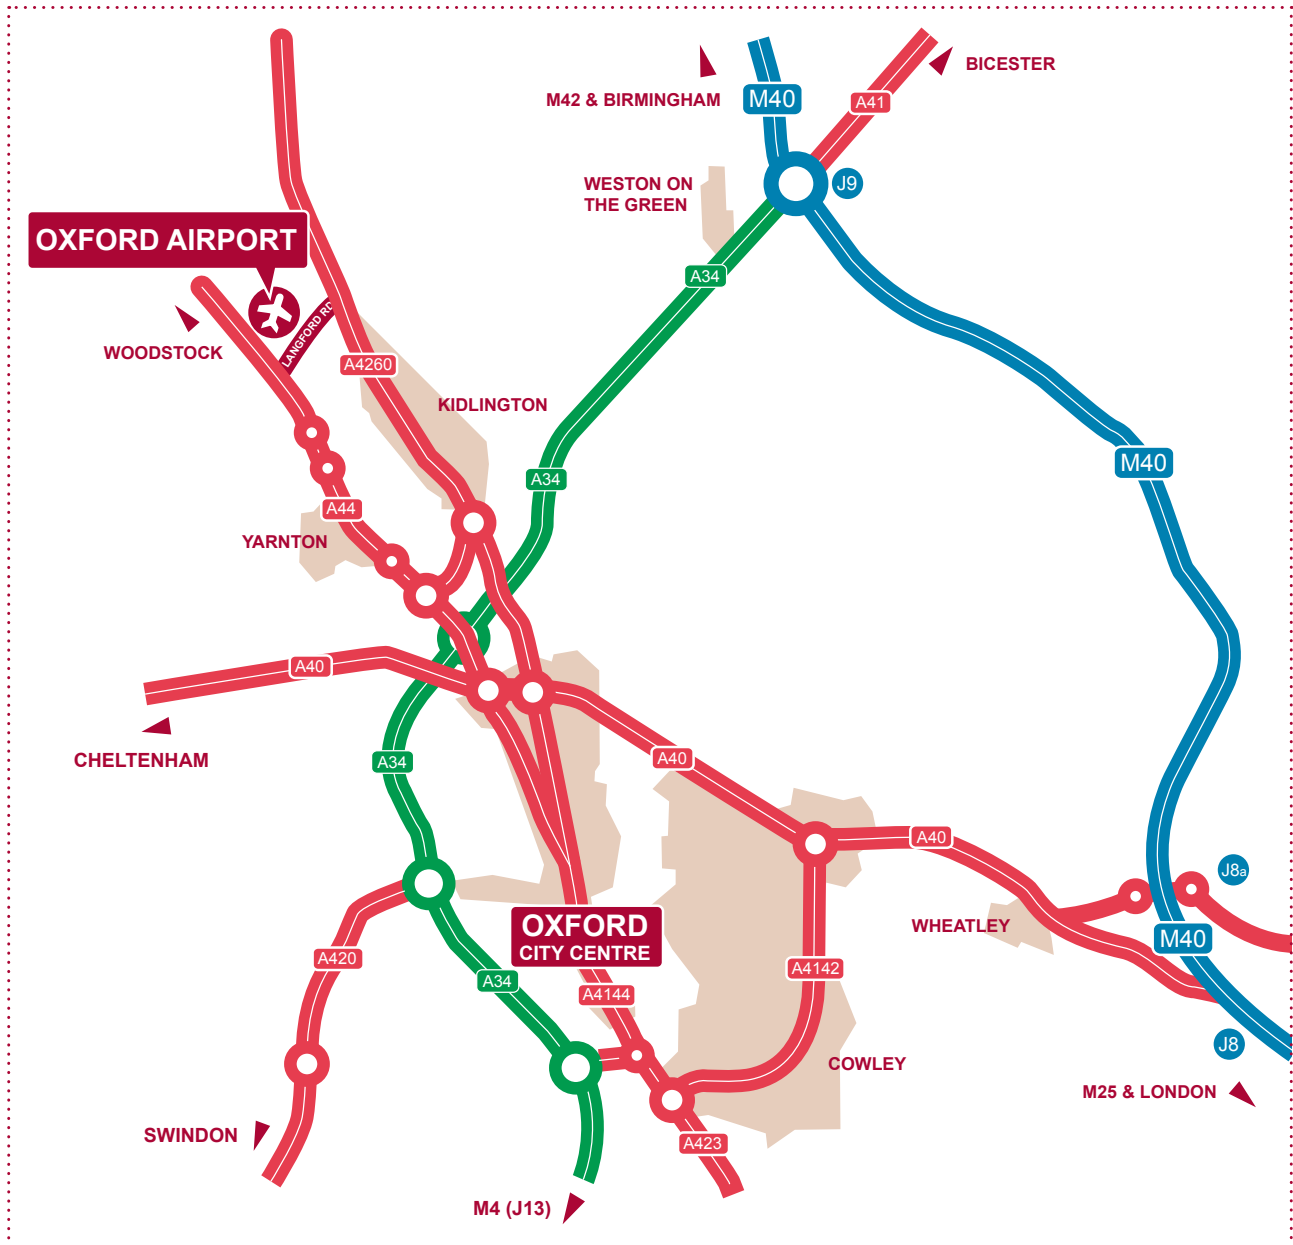 BICESTER
M42 & BIRMINGHAM
M40
A41
WESTON ON
THE GREEN
J9
OXFORD AIRPORT
A34
LANGFORD RD
WOODSTOCK
A4260
KIDLINGTON
M40
A34
A44
YARNTON
A40
CHELTENHAM
A34
A40
A40
J8a
WHEATLEY
OXFORD
CITY CENTRE
M40
A420
A34
A4144
A4142
J8
COWLEY
M25 & LONDON
SWINDON
A423
M4 (J13)